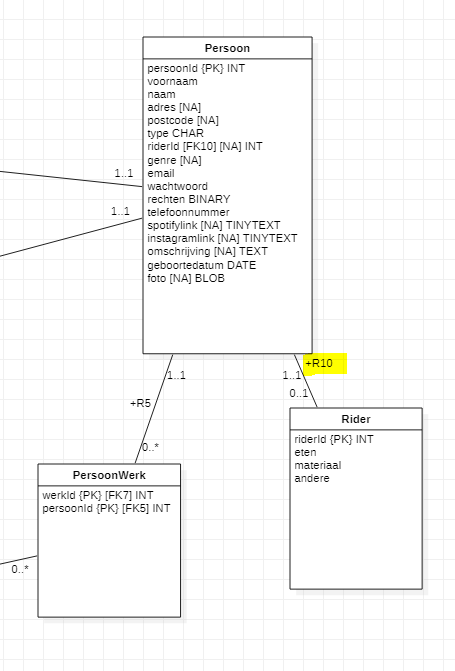 Persoon
persoonId {PK} INT
voornaam
naam
adres [NA]
postcode [NA]
type CHAR
riderId [FK10] [NA] INT
genre [NA]
email
wachtwoord
rechten BINARY
telefoonnummer
spotifylink [NA] TINYTEXT
instagramlink [NA] TINYTEXT
omschrijving [NA] TEXT
geboortedatum DATE
foto [NA] BLOB
1..1
1..1
+R10
1..1
1..1
0..1
+R5
0..*
Rider
riderId {PK} INT
eten
materiaal
andere
PersoonWerk
werkId {PK} [FK7] INT
persoonId {PK} [FK5] INT
0..*